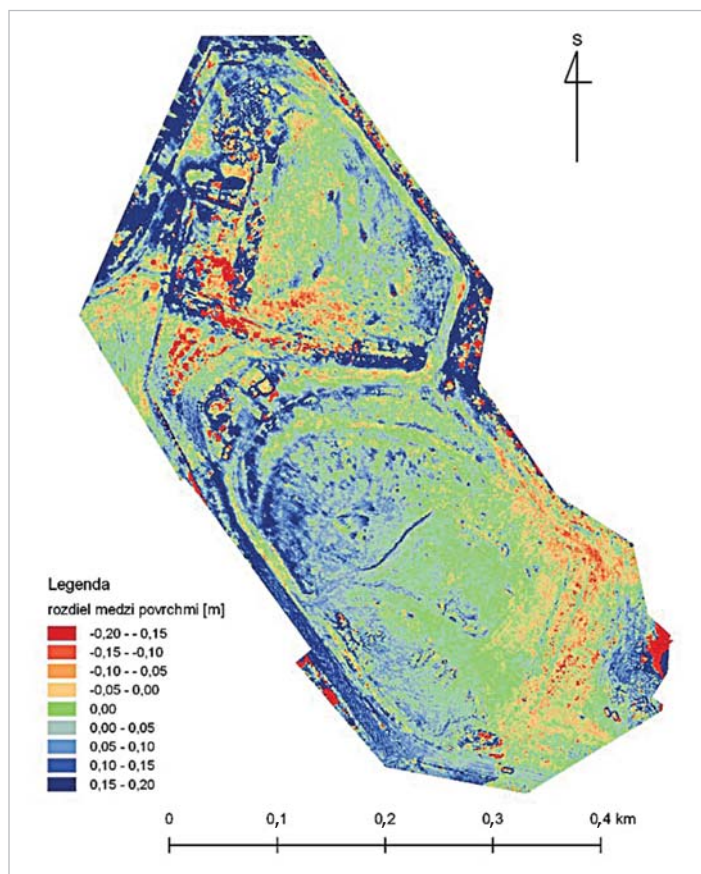 S
Legenda
rozdiel medzi povrchmi [m]
-0,20 - -0,15
-0,15 - -0,10
-0,10 - -0,05
-0,05 - 0,00
0,00
0,00 - 0,05
0,05 - 0,10
0,10 - 0,15
0,15 - 0,20
0 0,1 0,2 0,3 0,4 km